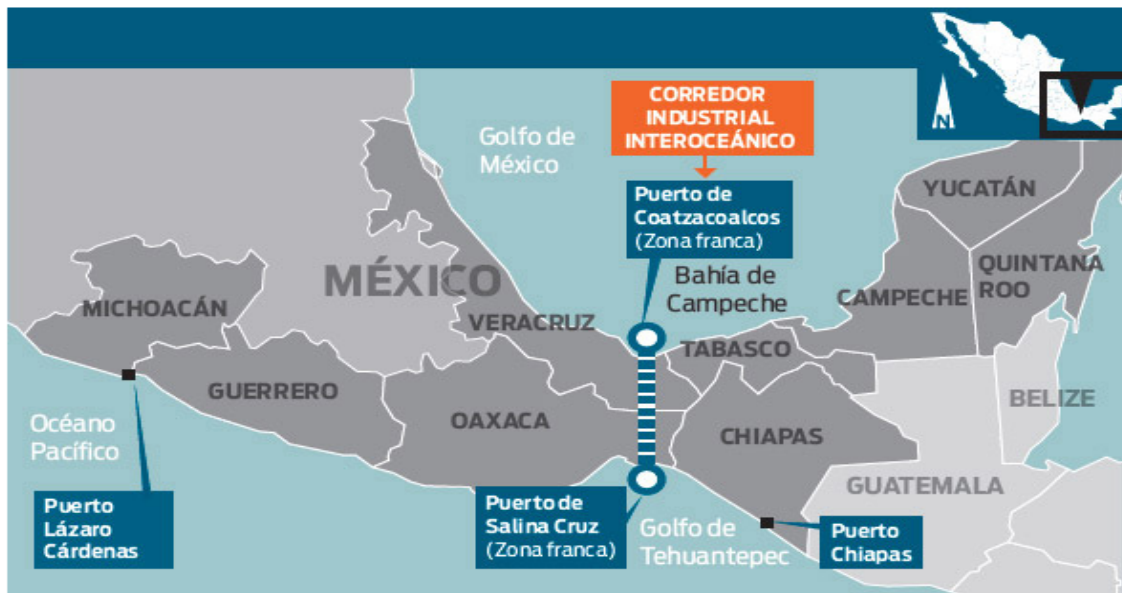 CORREDOR
INDUSTRIAL
INTEROCEÁNICO
N
Golfo de
México
Puerto de
Coatzacoalcos
(Zona franca)
YUCATÁN
Bahía de
Campeche
QUINTANA
ROO
MÉXICO
CAMPECHE
MICHOACÁN
VERACRUZ
TABASCO
GUERRERO
BELIZE
OAXACA
CHIAPAS
Océano
Pacífico
GUATEMALA
Puerto
Lázaro
Cárdenas
Puerto de
Salina Cruz
(Zona franca)
Golfo de
Tehuantepec
Puerto
Chiapas